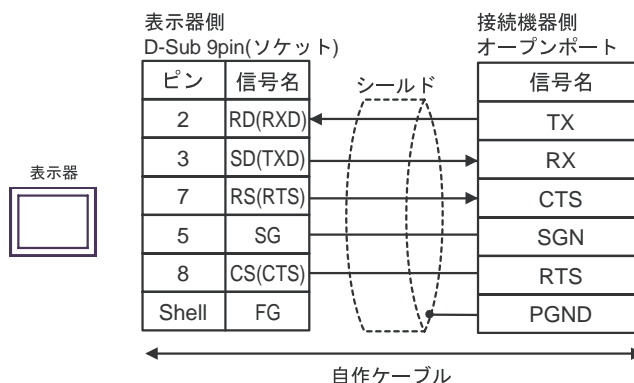 表示器側
D-Sub 9pin(ソケット)
接続機器側
オープンポート
ピン 信号名 シールド 信号名
2 RD(RXD) TX
3 SD(TXD) RX
表示器
7 RS(RTS) CTS
5 SG SGN
8 CS(CTS) RTS
Shell FG PGND
自作ケーブル